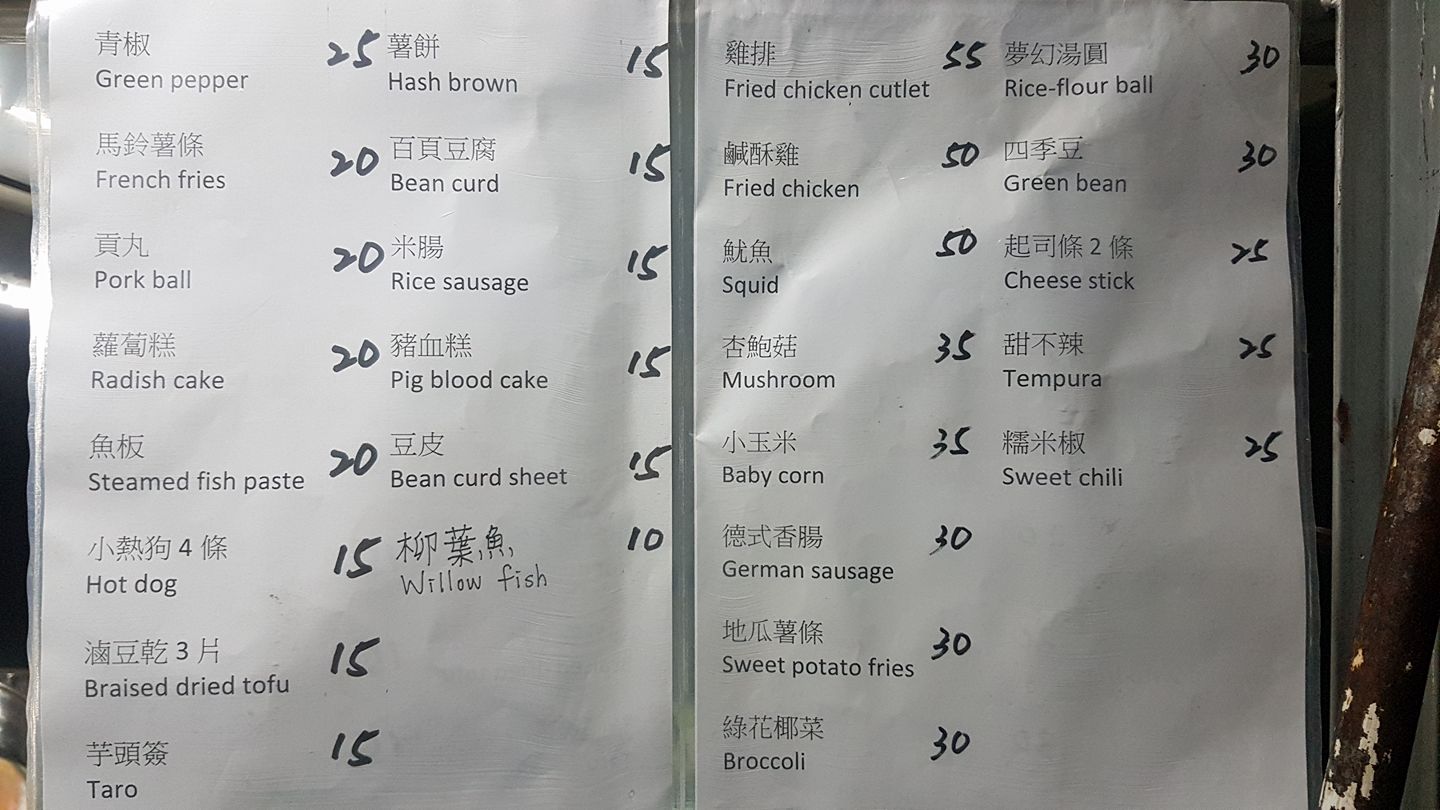 青椒 25
Green pepper
馬鈴薯條 20
French fries
貢丸 20
Pork ball
蘿蔔糕 20
Radish cake
魚板 20
Steamed fish paste
小熱狗 4 條 15
Hot dog
滷豆乾 3 片 15
Braised dried tofu
芋頭簽 15
Taro
薯餅 15
Hash brown
百頁豆腐 15
Bean curd
米腸 15
Rice sausage
豬血糕 15
Pig blood cake
豆皮 15
Bean curd sheet
柳葉魚 10
Willow fish
雞排 55
Fried chicken cutlet
鹹酥雞 50
Fried chicken
魷魚 50
Squid
杏鮑菇 35
Mushroom
小玉米 35
Baby corn
德式香腸 30
German sausage
地瓜薯條 30
Sweet potato fries
綠花椰菜 30
Broccoli
夢幻湯圓 30
Rice-flour ball
四季豆 30
Green bean
起司條 2 條 25
Cheese stick
甜不辣 25
Tempura
糯米椒 25
Sweet chili